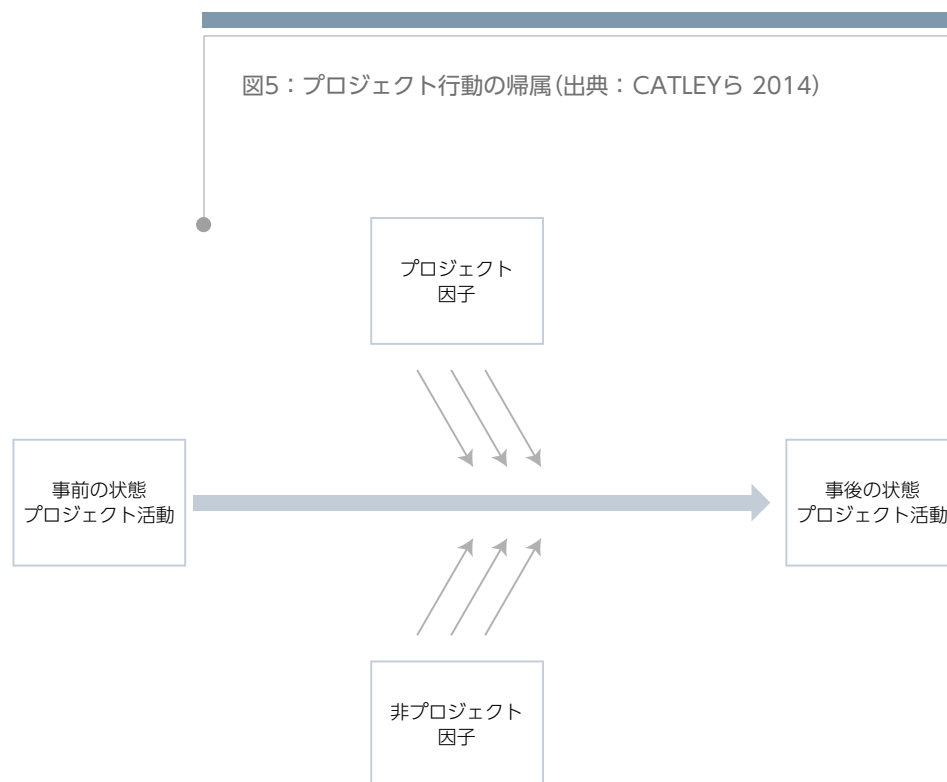 図5：プロジェクト行動の帰属（出典：CATLEYら 2014）
プロジェクト
因子
事前の状態
プロジェクト活動
事後の状態
プロジェクト活動
非プロジェクト
因子